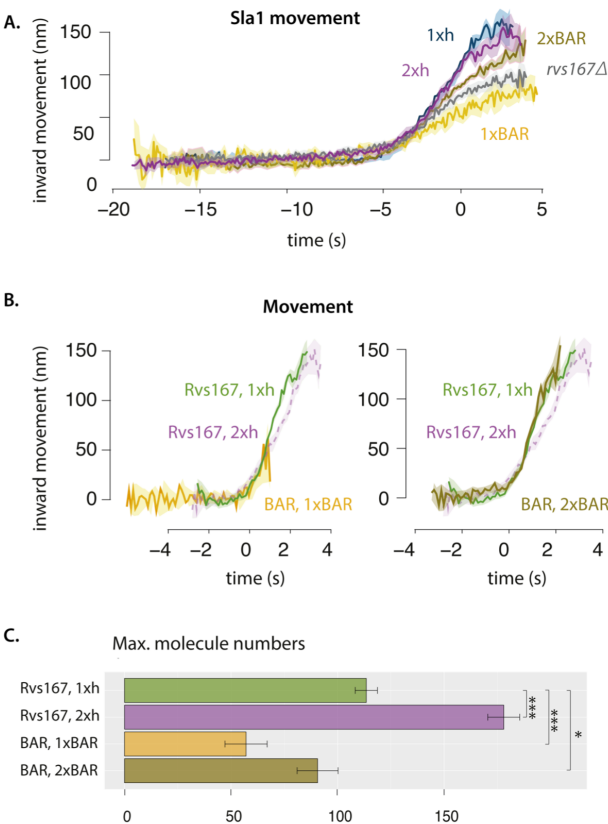 A.
Sla1 movement
inward movement (nm)
150
100
50
0
1xh
2xBAR
2xh
rvs167Δ
1xBAR
−20 −15 −10 −5 0 5
time (s)
B.
Movement
inward movement (nm)
150
100
50
0
Rvs167, 1xh
Rvs167, 2xh
BAR, 1xBAR
−4 −2 0 2 4
time (s)
150
100
50
0
Rvs167, 1xh
Rvs167, 2xh
BAR, 2xBAR
−4 −2 0 2 4
time (s)
C.
Max. molecule numbers
Rvs167, 1xh
Rvs167, 2xh
BAR, 1xBAR
BAR, 2xBAR
***
***
*
0 50 100 150